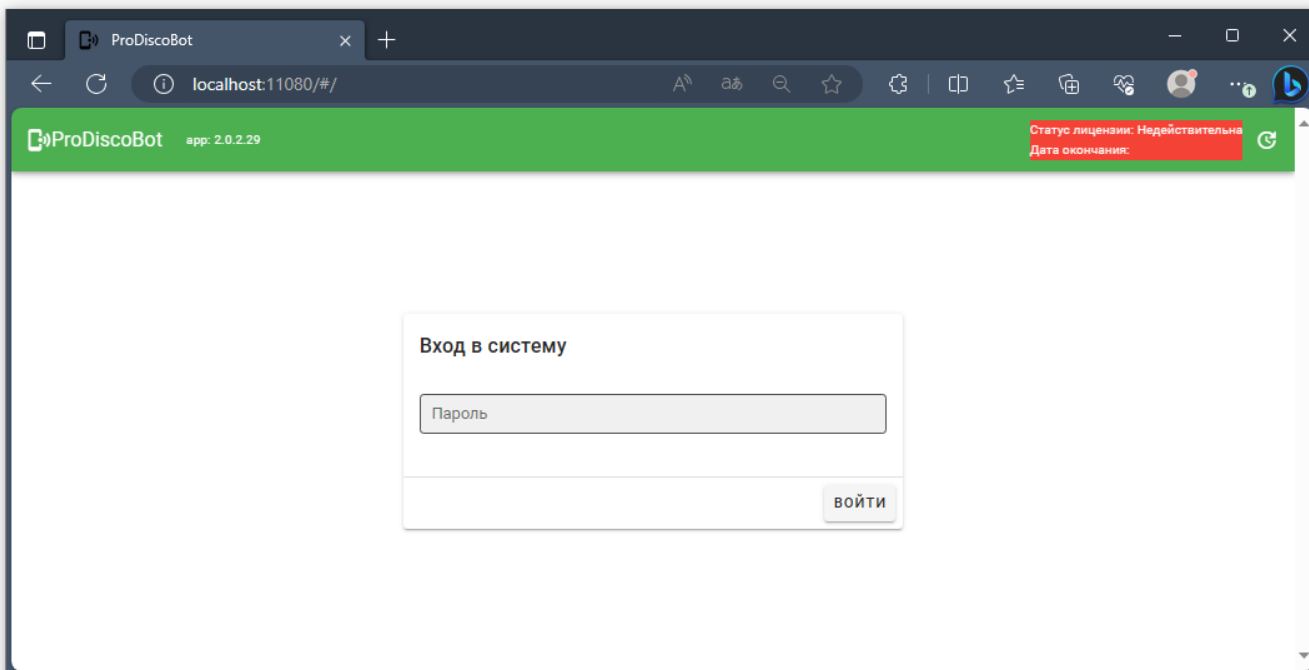 ProDiscoBot
localhost:11080/#/
ProDiscoBot app: 2.0.2.29
Статус лицензии: Недействительна
Дата окончания:
Вход в систему
Пароль
ВОЙТИ